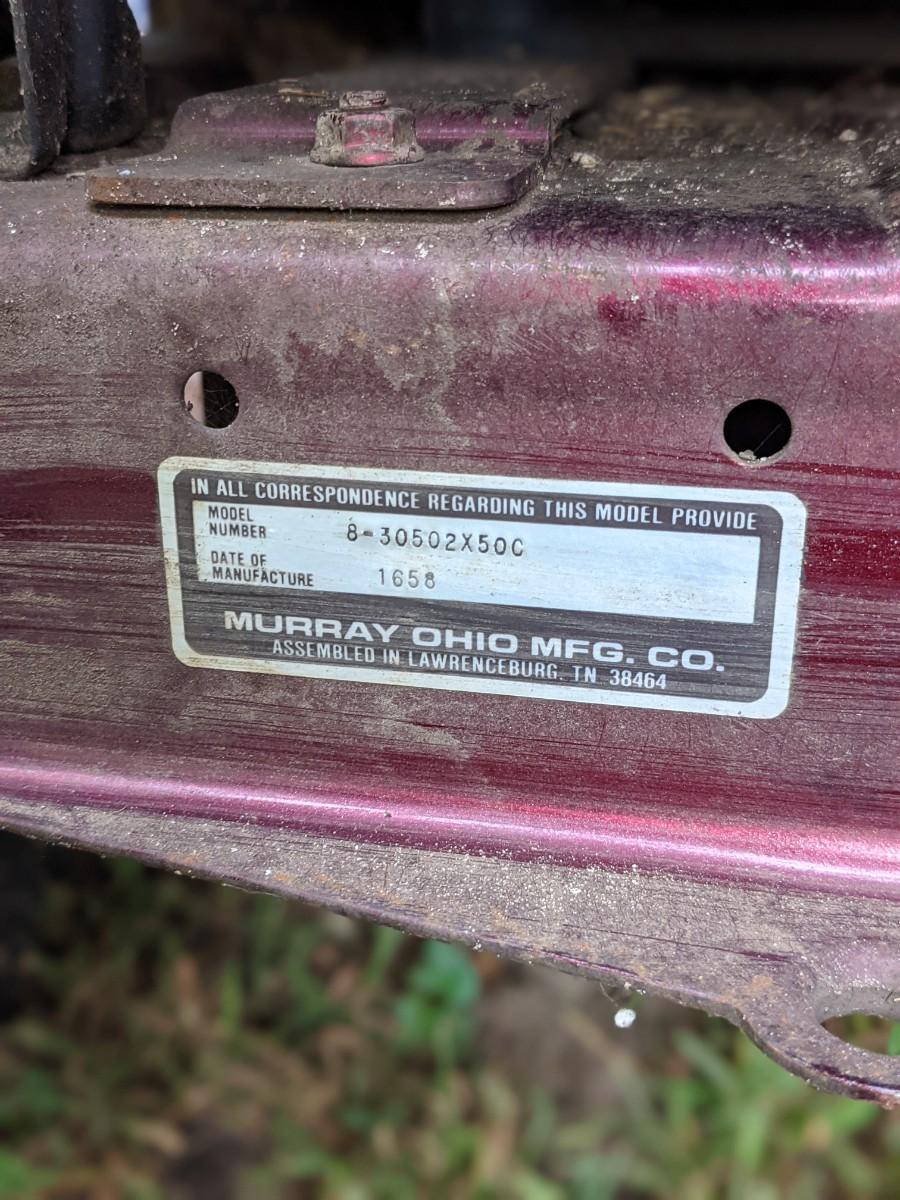 IN ALL CORRESPONDENCE REGARDING THIS MODEL PROVIDE
MODEL
NUMBER 8-30502X50C
DATE OF
MANUFACTURE 1658
MURRAY OHIO MFG. CO.
ASSEMBLED IN LAWRENCEBURG, TN 38464